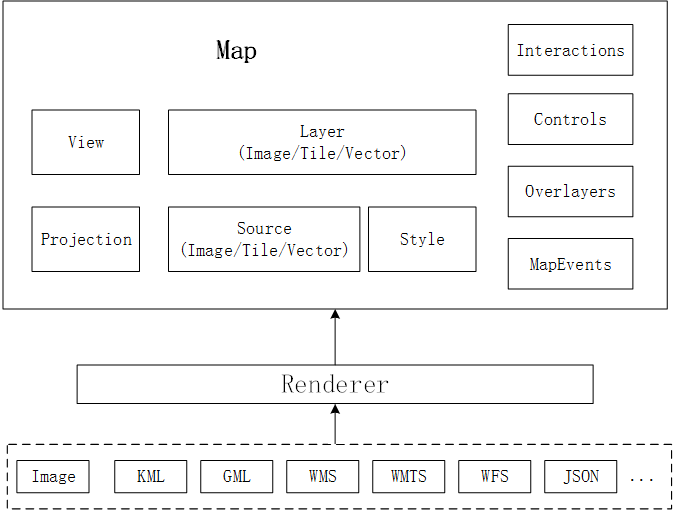 Map
Interactions
Controls
Overlayers
MapEvents
View
Layer
(Image/Tile/Vector)
Projection
Source
(Image/Tile/Vector)
Style
Renderer
Image
KML
GML
WMS
WMTS
WFS
JSON
...